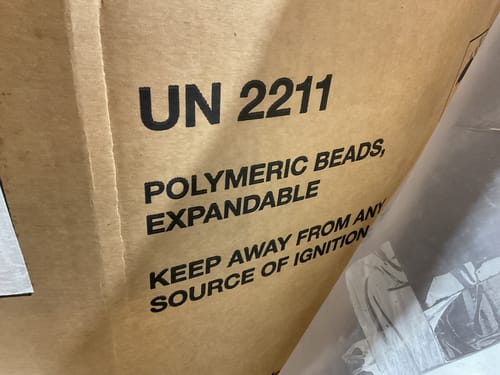 UN 2211
POLYMERIC BEADS,
EXPANDABLE
KEEP AWAY FROM ANY
SOURCE OF IGNITION